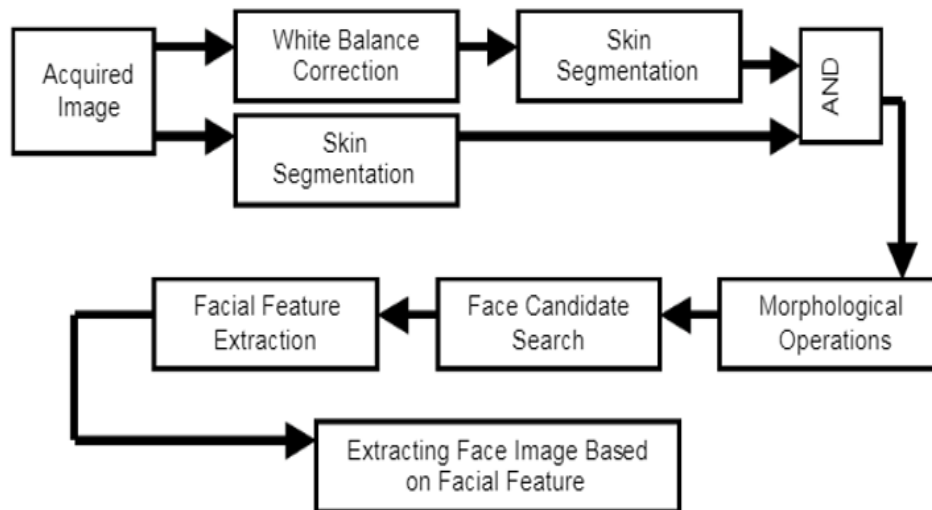 Acquired
Image
White Balance
Correction
Skin
Segmentation
Skin
Segmentation
AND
Morphological
Operations
Face Candidate
Search
Facial Feature
Extraction
Extracting Face Image Based
on Facial Feature